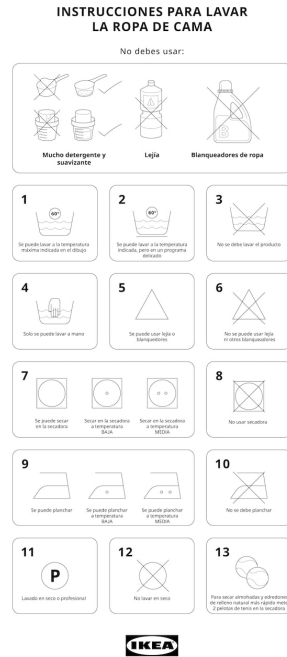 INSTRUCCIONES PARA LAVAR
LA ROPA DE CAMA
No debes usar:
Mucho detergente y
suavizante
Lejía
Blanqueadores de ropa
1
60°
Se puede lavar a la temperatura
máxima indicada en el dibujo
2
60°
Se puede lavar a la temperatura
indicada, pero en un programa
delicado
3
No se debe lavar el producto
4
Solo se puede lavar a mano
5
Se puede usar lejía o
blanqueadores
6
No se puede usar lejía
ni otros blanqueadores
7
Se puede secar
en la secadora
Secar en la secadora
a temperatura
BAJA
Secar en la secadora
a temperatura
MEDIA
8
No usar secadora
9
Se puede planchar
Se puede planchar
a temperatura
BAJA
Se puede planchar
a temperatura
MEDIA
10
No se debe planchar
11
P
Lavado en seco o profesional
12
No lavar en seco
13
Para secar almohadas y edredones
de relleno natural más rápido mete
2 pelotas de tenis en la secadora
IKEA